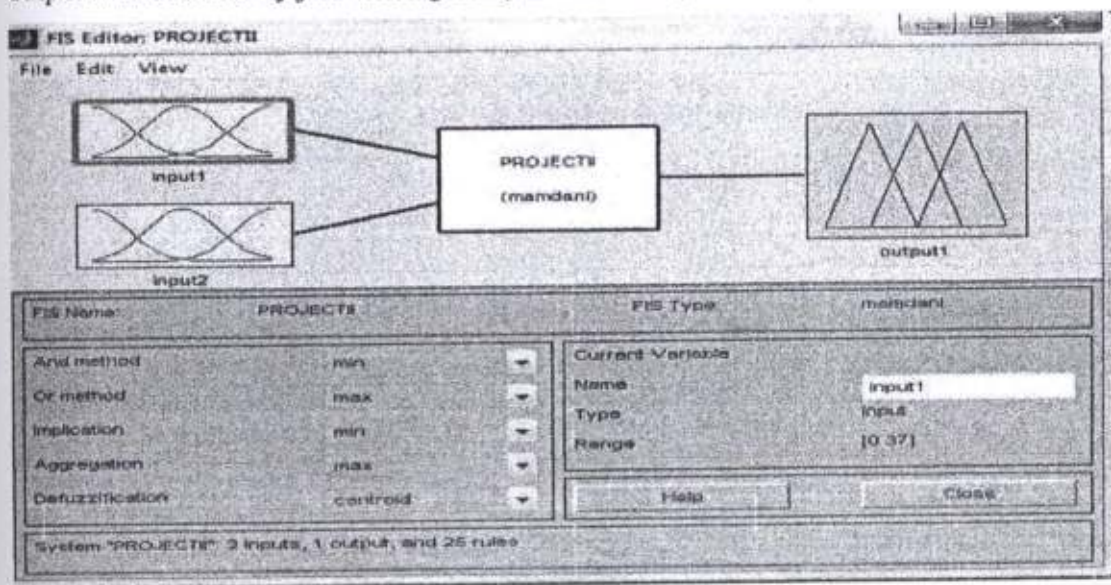 FIS Editor: PROJECTII
File Edit View
input1
PROJECTII
(mamdani)
output1
input2
FIS Name: PROJECTII FIS Type: mamdani
And method min
Or method max
Implication min
Aggregation max
Defuzzification centroid
Current Variable
Name input1
Type input
Range [0 37]
Help Close
System "PROJECTII": 2 inputs, 1 output, and 25 rules